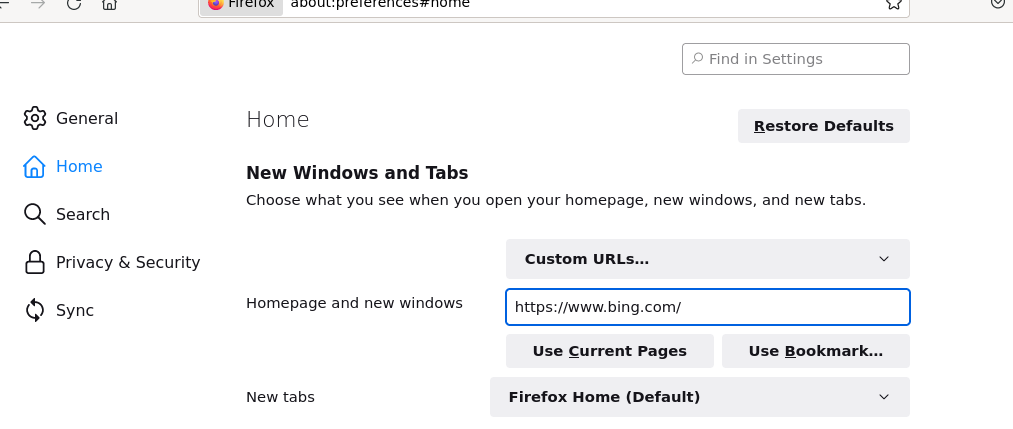 Firefox about:preferences#home
Find in Settings
General
Home
Search
Privacy & Security
Sync
Home
Restore Defaults
New Windows and Tabs
Choose what you see when you open your homepage, new windows, and new tabs.
Custom URLs...
Homepage and new windows
https://www.bing.com/
Use Current Pages
Use Bookmark...
New tabs
Firefox Home (Default)